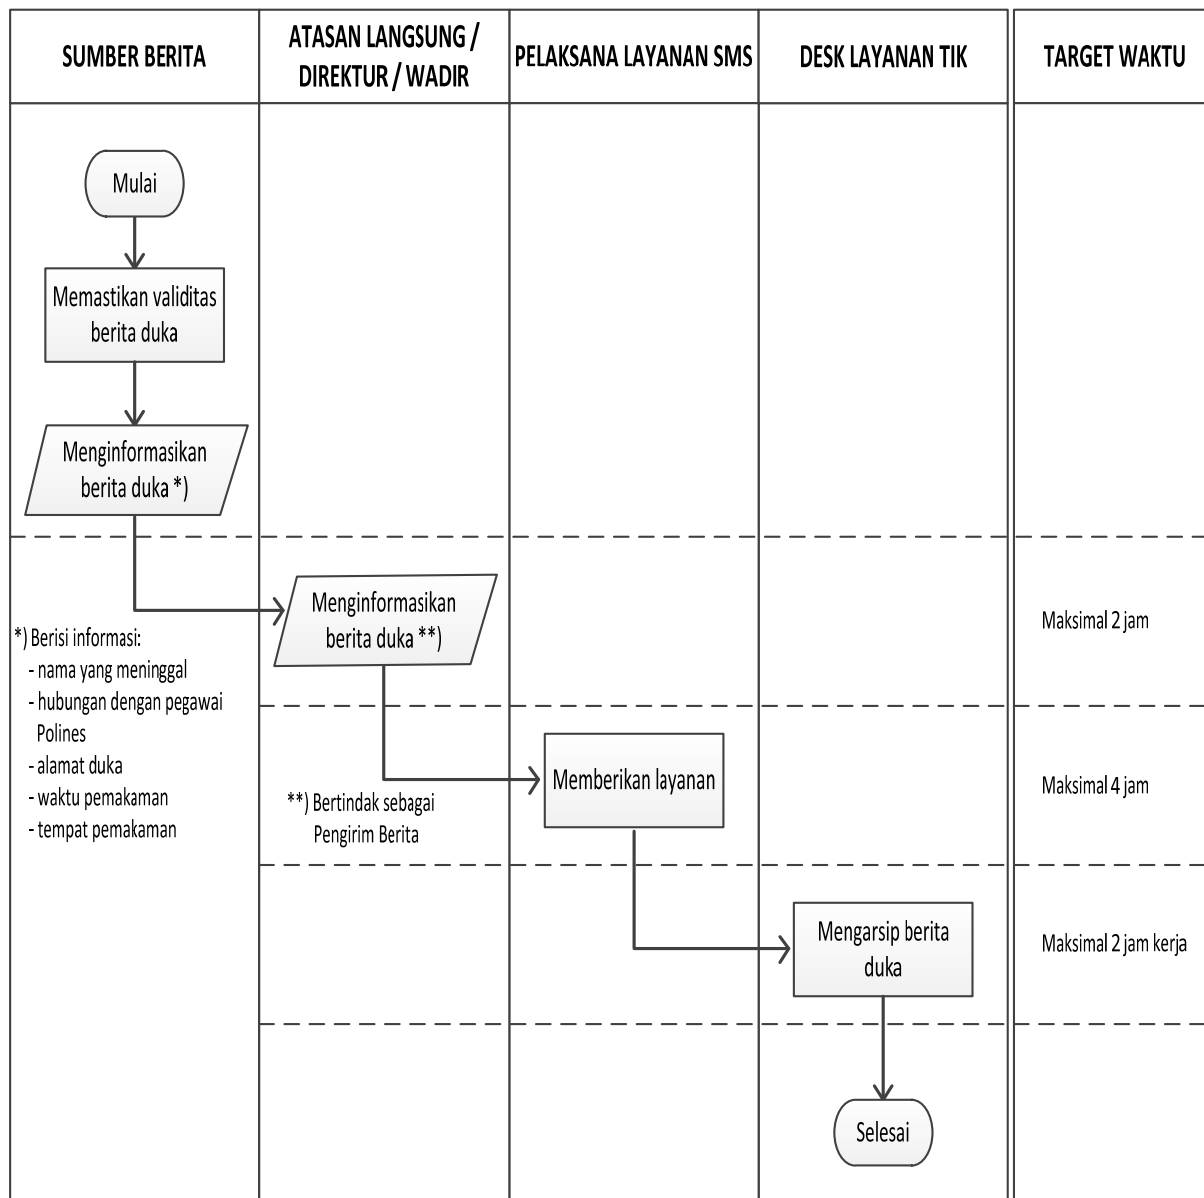 SUMBER BERITA
ATASAN LANGSUNG /
DIREKTUR / WADIR
PELAKSANA LAYANAN SMS
DESK LAYANAN TIK
TARGET WAKTU
Mulai
Memastikan validitas
berita duka
Menginformasikan
berita duka *)
Menginformasikan
berita duka **)
Maksimal 2 jam
*) Berisi informasi:
- nama yang meninggal
- hubungan dengan pegawai
Polines
- alamat duka
- waktu pemakaman
- tempat pemakaman
Memberikan layanan
Maksimal 4 jam
**) Bertindak sebagai
Pengirim Berita
Mengarsip berita
duka
Maksimal 2 jam kerja
Selesai